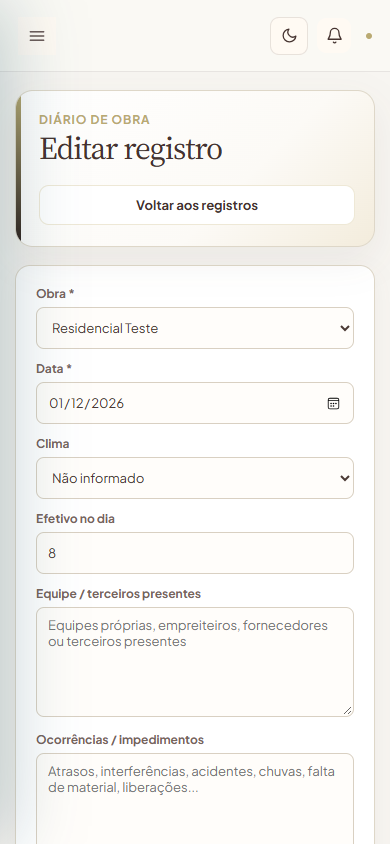 DIÁRIO DE OBRA
Editar registro
Voltar aos registros
Obra *
Residencial Teste
Data *
01/12/2026
Clima
Não informado
Efetivo no dia
8
Equipe / terceiros presentes
Equipes próprias, empreiteiros, fornecedores
ou terceiros presentes
Ocorrências / impedimentos
Atrasos, interferências, acidentes, chuvas, falta
de material, liberações...